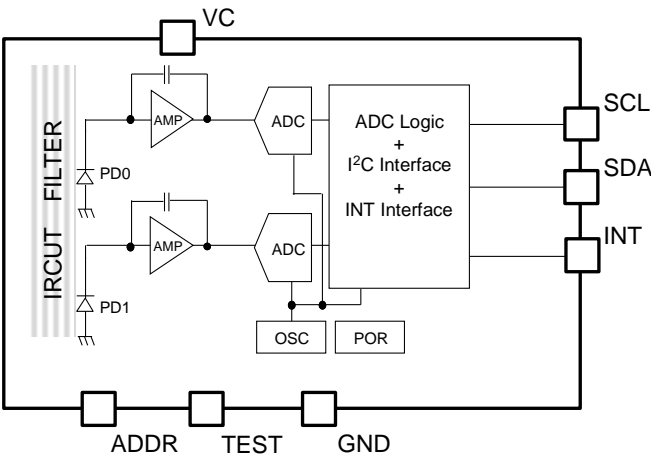 VC
IRCUT FILTER
PD0
AMP
ADC
ADC Logic
+
I²C Interface
+
INT Interface
SCL
SDA
INT
PD1
AMP
ADC
OSC
POR
ADDR
TEST
GND